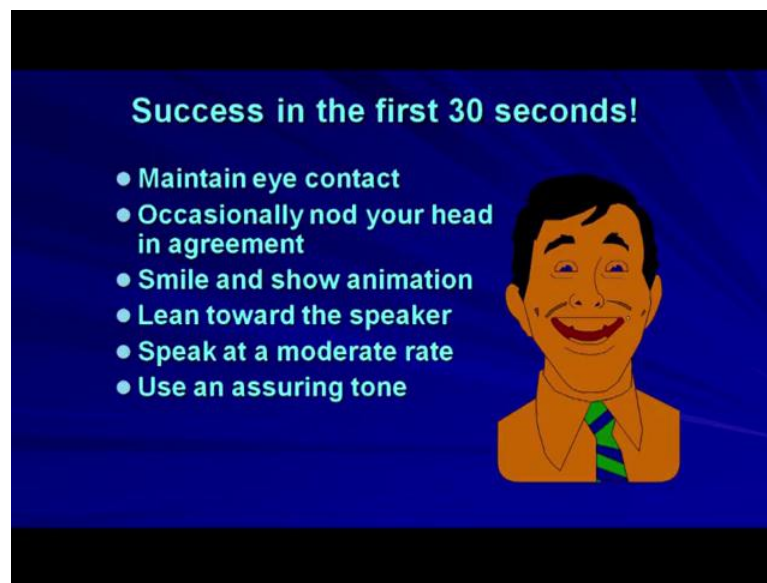 Success in the first 30 seconds!
● Maintain eye contact
● Occasionally nod your head
in agreement
● Smile and show animation
● Lean toward the speaker
● Speak at a moderate rate
● Use an assuring tone